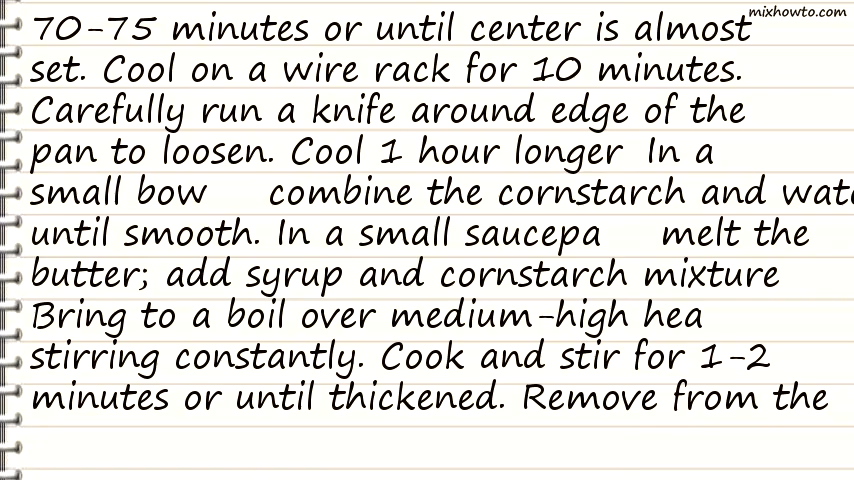 mixhowto.com
70-75 minutes or until center is almost
set. Cool on a wire rack for 10 minutes.
Carefully run a knife around edge of the
pan to loosen. Cool 1 hour longer In a
small bow combine the cornstarch and wat
until smooth. In a small saucepa melt the
butter; add syrup and cornstarch mixture
Bring to a boil over medium-high hea
stirring constantly. Cook and stir for 1-2
minutes or until thickened. Remove from the